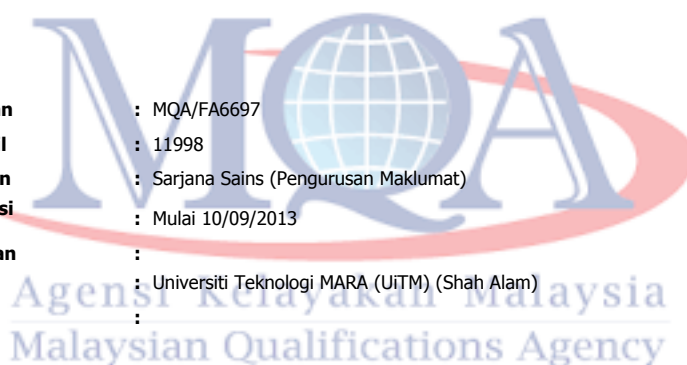 MQA
: MQA/FA6697
l : 11998
n : Sarjana Sains (Pengurusan Maklumat)
si
: Mulai 10/09/2013
an :
: Universiti Teknologi MARA (UiTM) (Shah Alam)
Agensi Kelayakan Malaysia
:
Malaysian Qualifications Agency